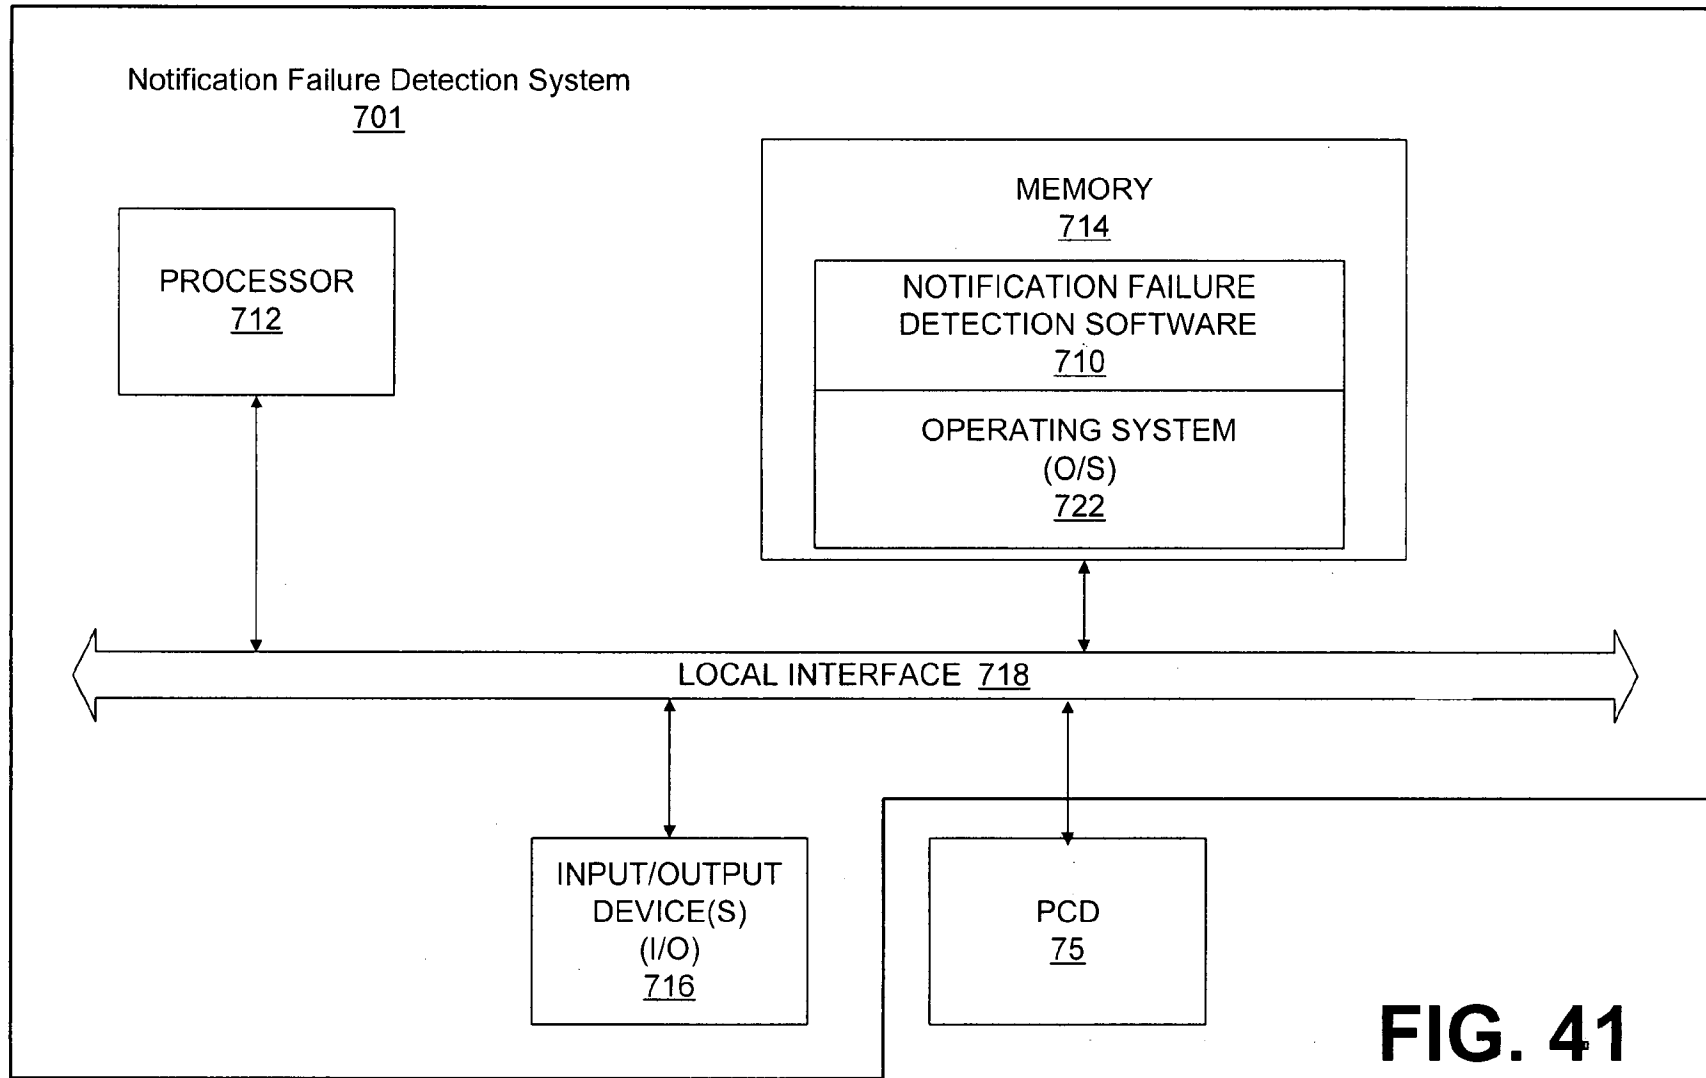 Notification Failure Detection System
701
MEMORY
714
PROCESSOR
712
NOTIFICATION FAILURE
DETECTION SOFTWARE
710
OPERATING SYSTEM
(O/S)
722
LOCAL INTERFACE 718
INPUT/OUTPUT
DEVICE(S)
(I/O)
716
PCD
75
FIG. 41